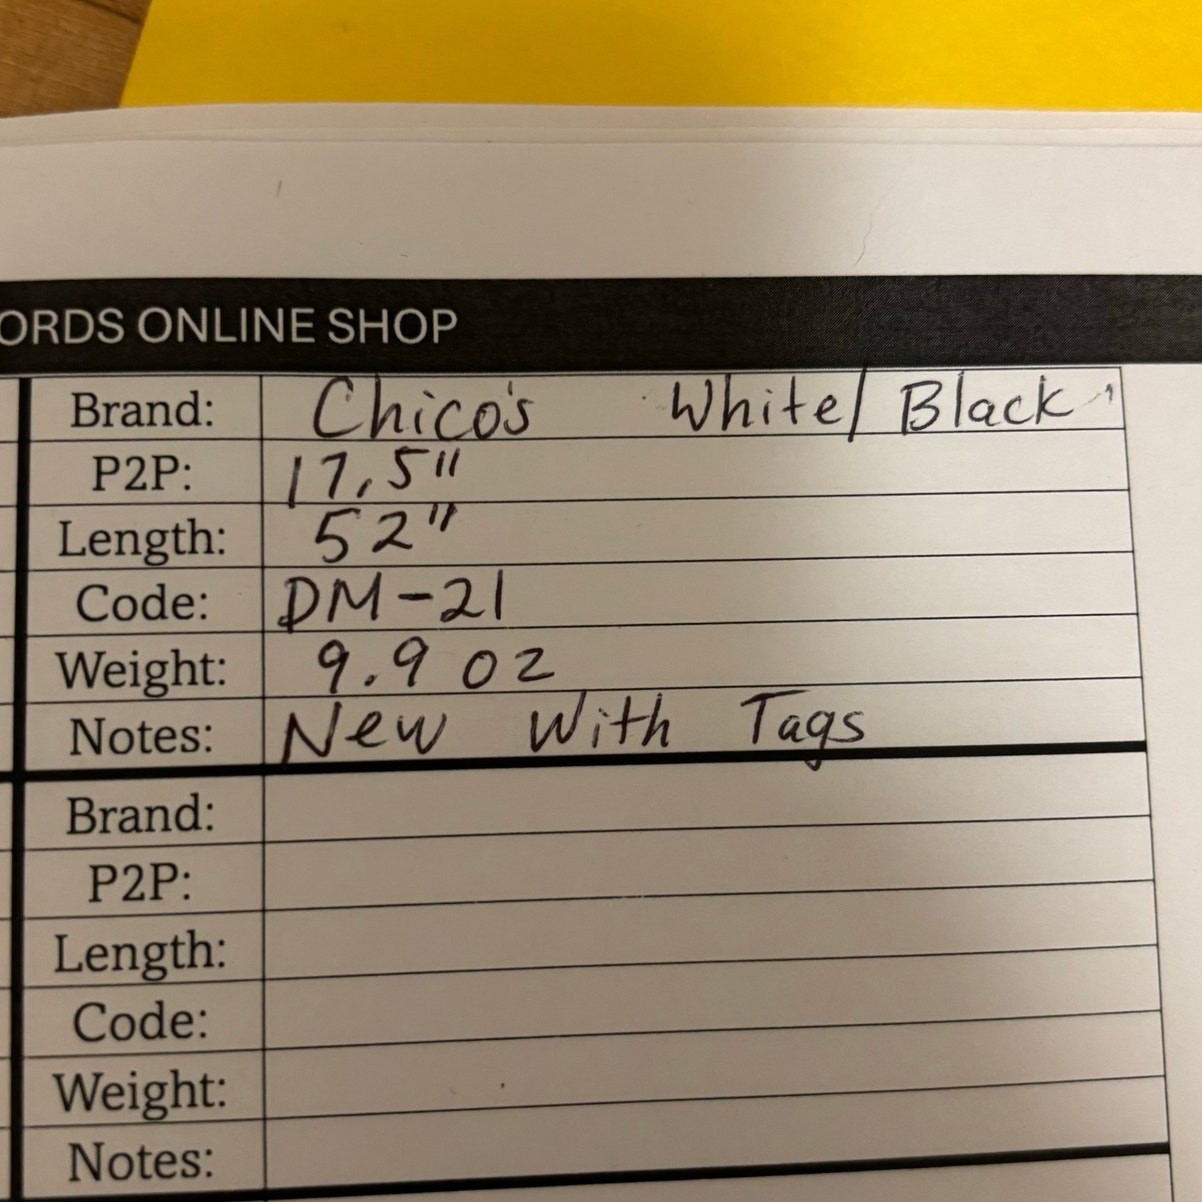 ORDS ONLINE SHOP
Brand: Chico's White/Black
P2P: 17.5"
Length: 52"
Code: DM-21
Weight: 9.9 oz
Notes: New With Tags
Brand:
P2P:
Length:
Code:
Weight:
Notes: